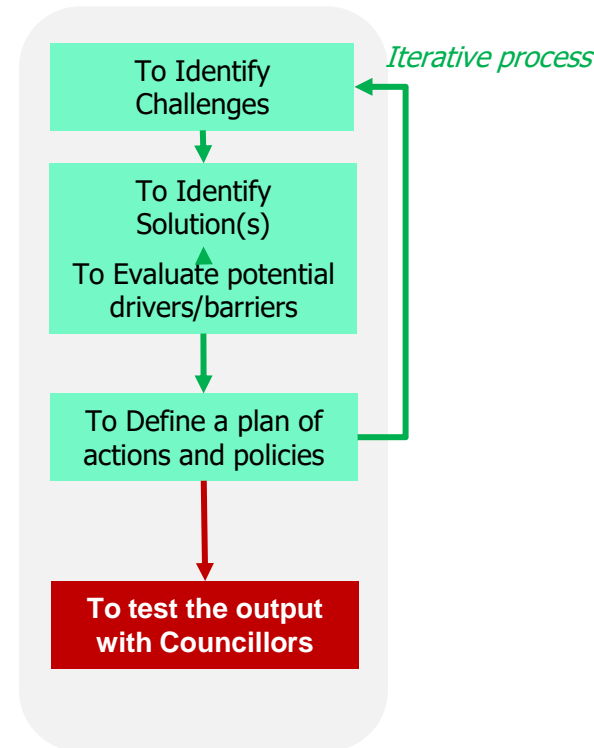 Iterative process
To Identify
Challenges
To Identify
Solution(s)
To Evaluate potential
drivers/barriers
To Define a plan of
actions and policies
To test the output
with Councillors